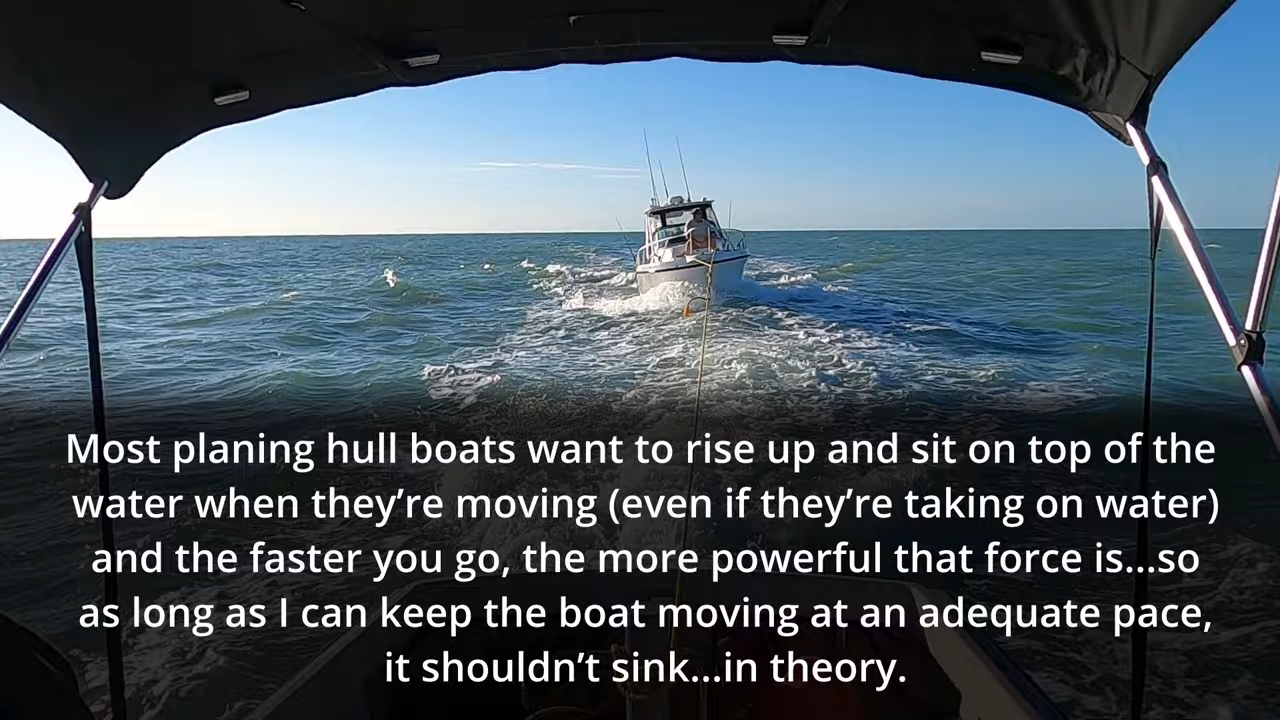 Most planing hull boats want to rise up and sit on top of the
water when they’re moving (even if they’re taking on water)
and the faster you go, the more powerful that force is...so
as long as I can keep the boat moving at an adequate pace,
it shouldn’t sink...in theory.